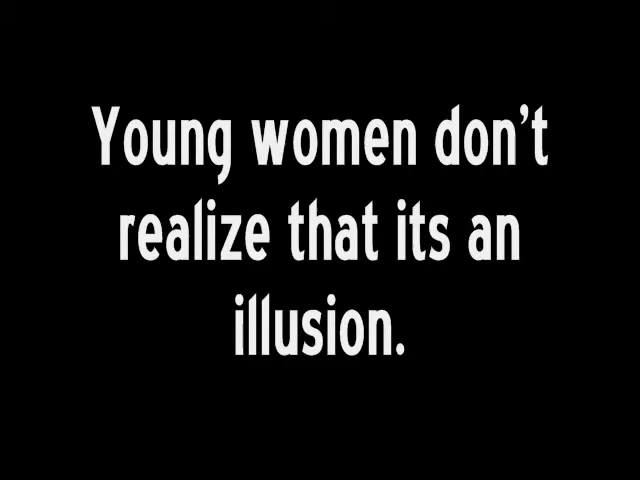 Young women don’t
realize that its an
illusion.